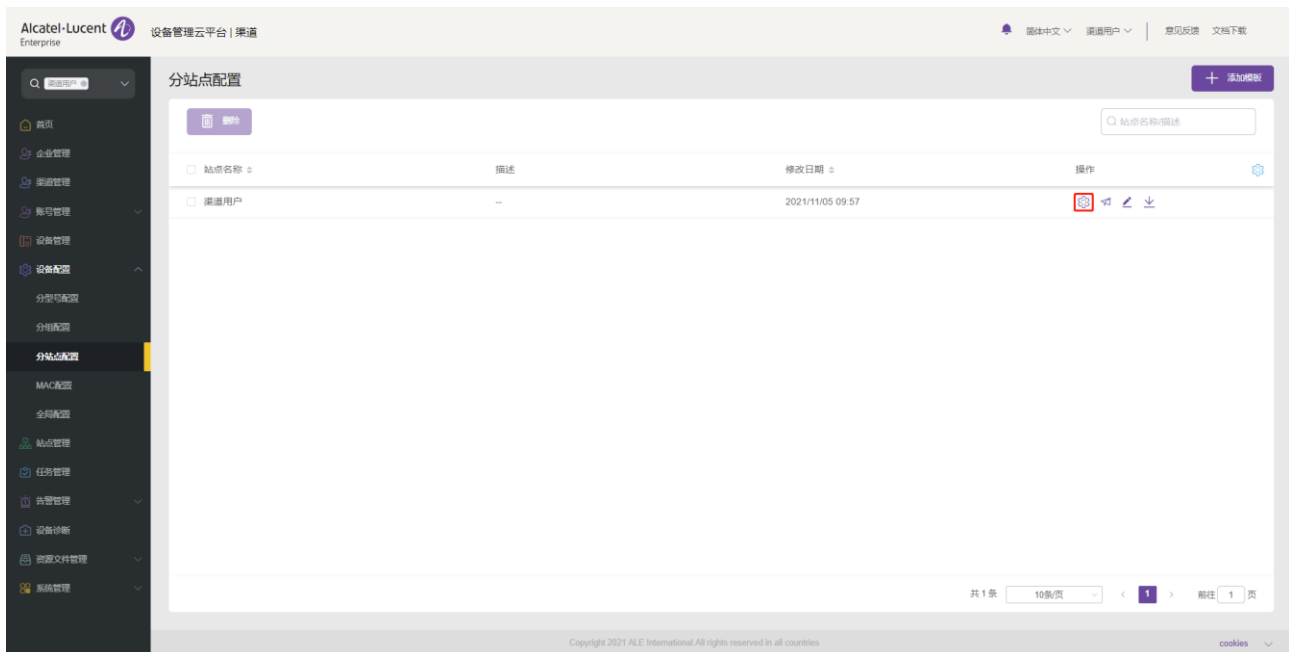 Alcatel·Lucent
Enterprise
设备管理云平台 | 渠道
简体中文
渠道用户
意见反馈
文档下载
渠道用户
分站点配置
添加模板
首页
企业管理
渠道管理
账号管理
设备管理
设备配置
分型号配置
分组配置
分站点配置
MAC配置
全局配置
站点管理
任务管理
告警管理
设备诊断
资源文件管理
系统管理
删除
站点名称/描述
站点名称 描述 修改日期 操作
渠道用户 -- 2021/11/05 09:57
共 1 条 10条/页 < 1 > 前往 1 页
Copyright 2021 ALE International.All rights reserved in all countries
cookies